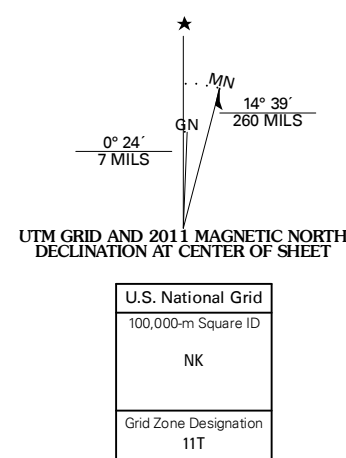 ★
MN
GN
14° 39´
260 MILS
0° 24´
7 MILS
UTM GRID AND 2011 MAGNETIC NORTH
DECLINATION AT CENTER OF SHEET
U.S. National Grid
100,000-m Square ID
NK
Grid Zone Designation
11T